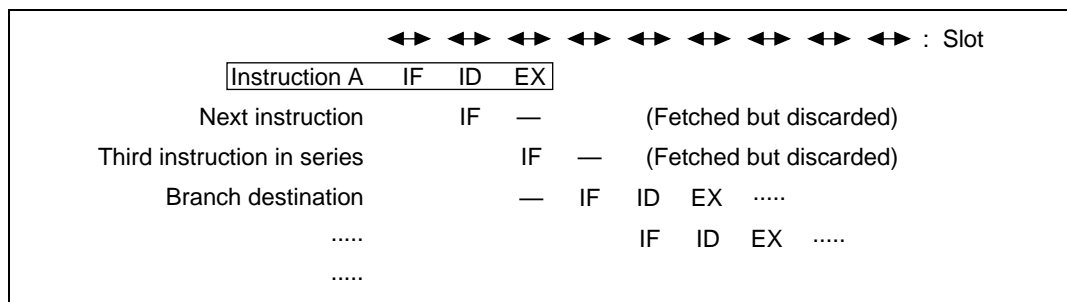 : Slot
Instruction A IF ID EX
Next instruction IF — (Fetched but discarded)
Third instruction in series IF — (Fetched but discarded)
Branch destination — IF ID EX .....
..... IF ID EX .....
.....